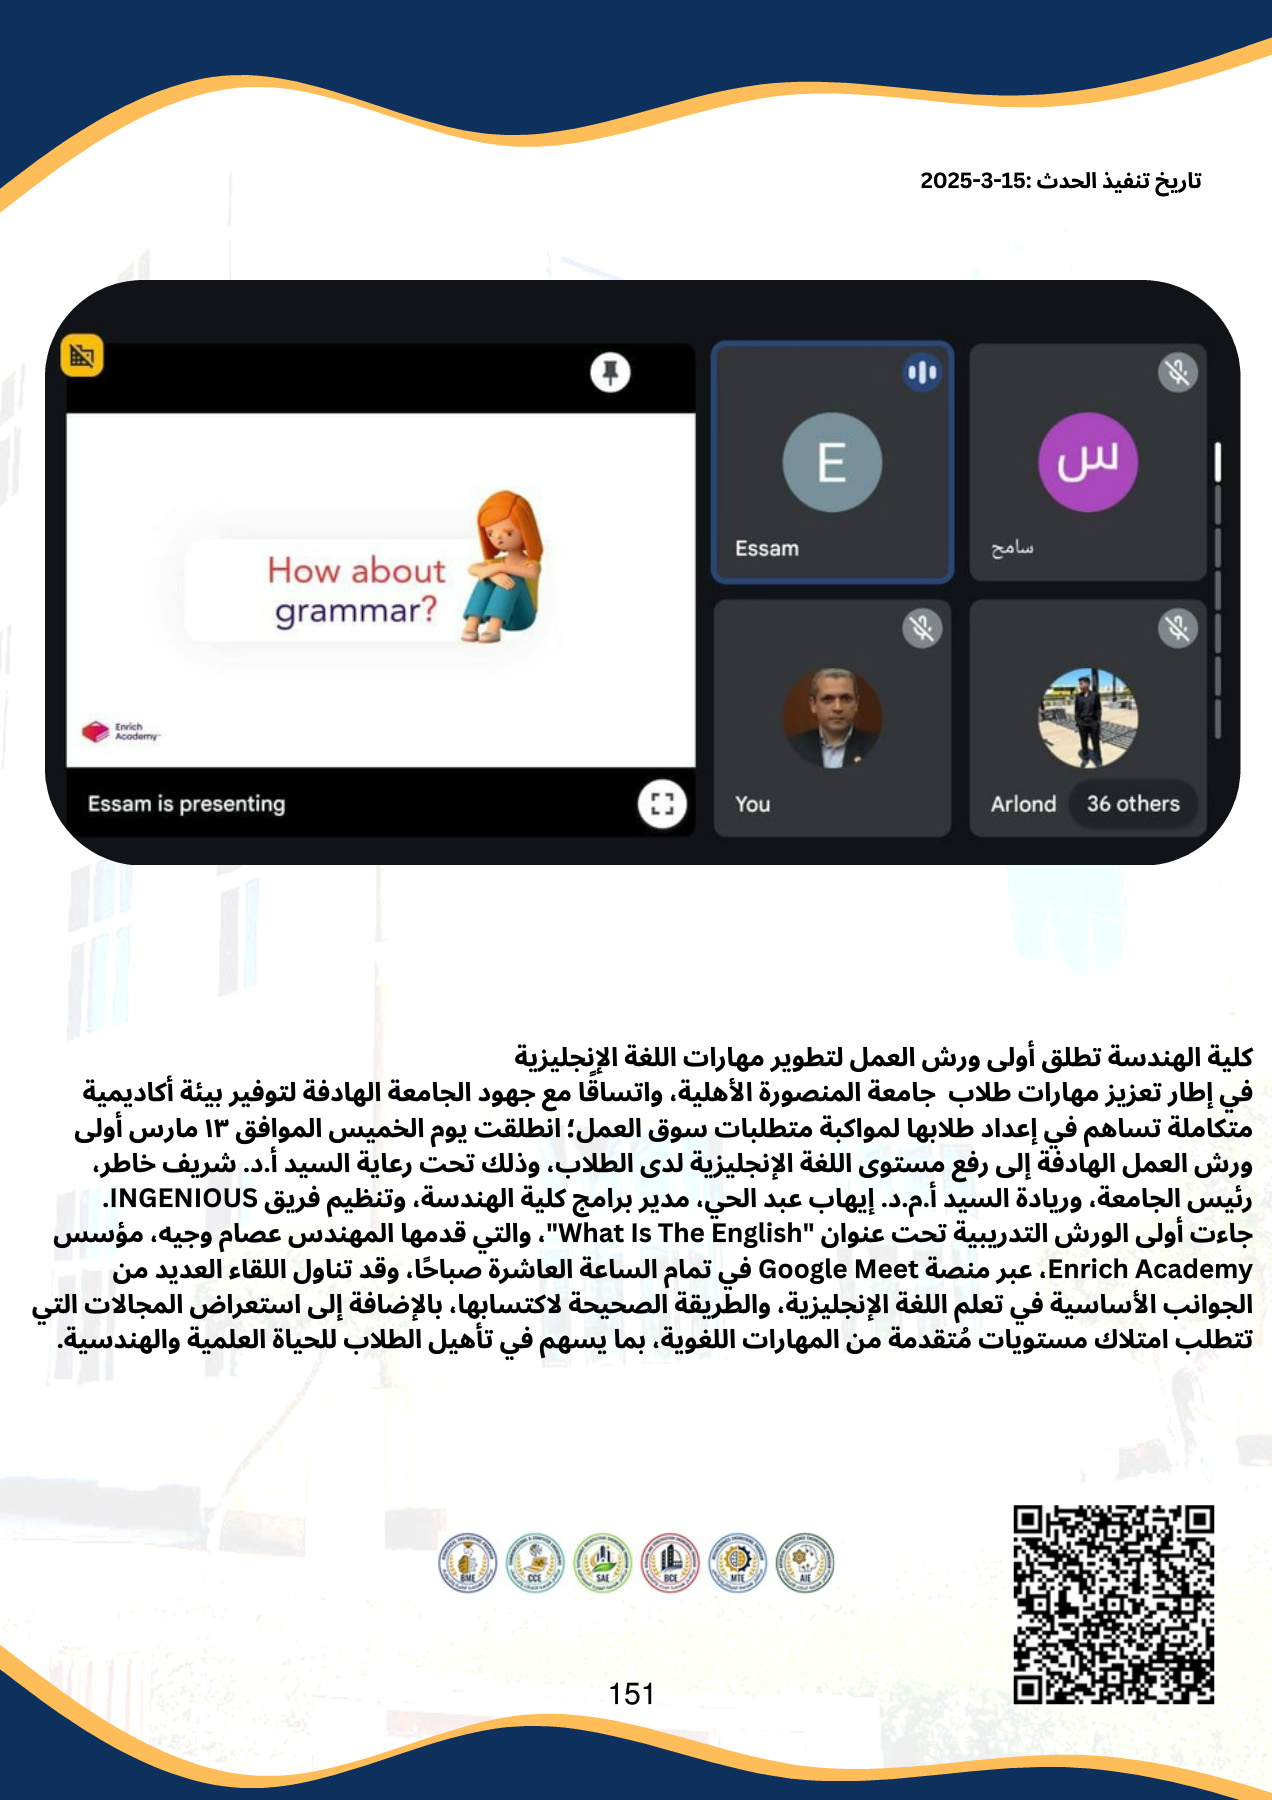 تاريخ تنفيذ الحدث :15-3-2025
How about
grammar?
Enrich
Academy
Essam is presenting
E
Essam
س
سامح
You
Arlond
36 others
كلية الهندسة تطلق أولى ورش العمل لتطوير مهارات اللغة الإنجليزية
في إطار تعزيز مهارات طلاب جامعة المنصورة الأهلية، واتساقًا مع جهود الجامعة الهادفة لتوفير بيئة أكاديمية
متكاملة تساهم في إعداد طلابها لمواكبة متطلبات سوق العمل؛ انطلقت يوم الخميس الموافق ١٣ مارس أولى
ورش العمل الهادفة إلى رفع مستوى اللغة الإنجليزية لدى الطلاب، وذلك تحت رعاية السيد أ.د. شريف خاطر،
رئيس الجامعة، وريادة السيد أ.م.د. إيهاب عبد الحي، مدير برامج كلية الهندسة، وتنظيم فريق INGENIOUS.
جاءت أولى الورش التدريبية تحت عنوان "What Is The English"، والتي قدمها المهندس عصام وجيه، مؤسس
Enrich Academy، عبر منصة Google Meet في تمام الساعة العاشرة صباحًا، وقد تناول اللقاء العديد من
الجوانب الأساسية في تعلم اللغة الإنجليزية، والطريقة الصحيحة لاكتسابها، بالإضافة إلى استعراض المجالات التي
تتطلب امتلاك مستويات مُتقدمة من المهارات اللغوية، بما يسهم في تأهيل الطلاب للحياة العلمية والهندسية.
BME
CCE
SAE
BCE
MTE
AIE
151